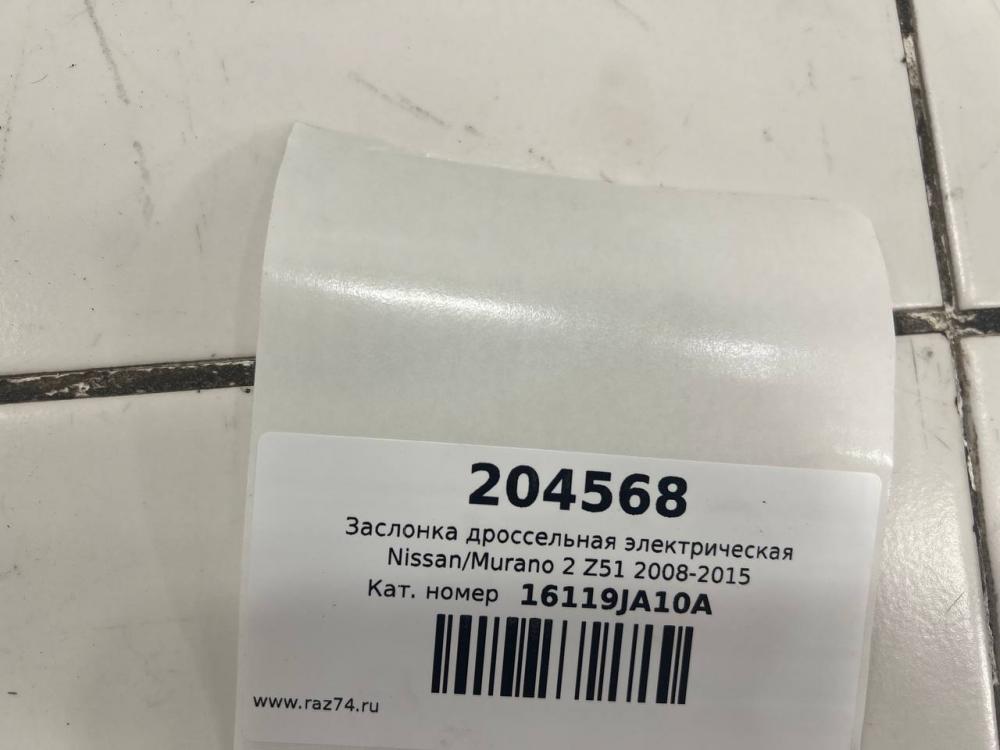 204568
Заслонка дроссельная электрическая
Nissan/Murano 2 Z51 2008-2015
Кат. номер 16119JA10A
www.raz74.ru